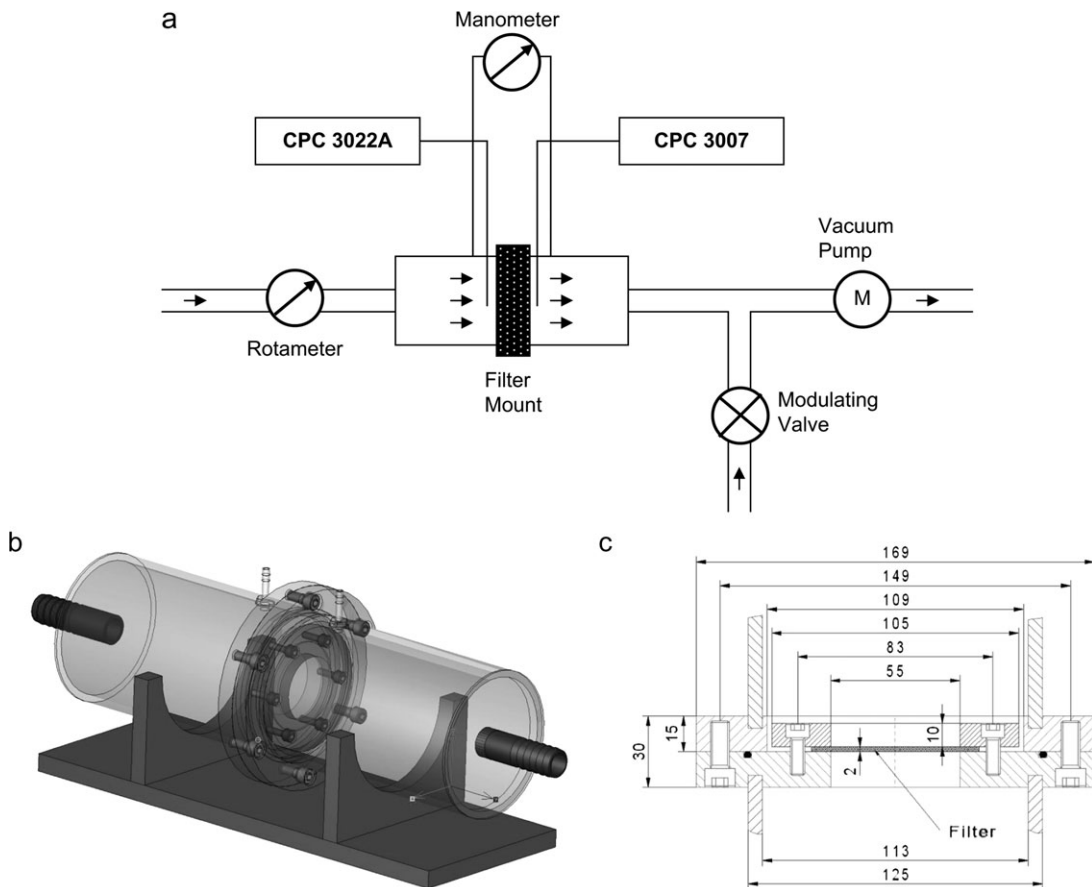 a
Manometer
CPC 3022A
CPC 3007
Vacuum
Pump
M
Rotameter
Filter
Mount
Modulating
Valve
b
c
169
149
109
105
83
55
30
15
10
2
Filter
113
125